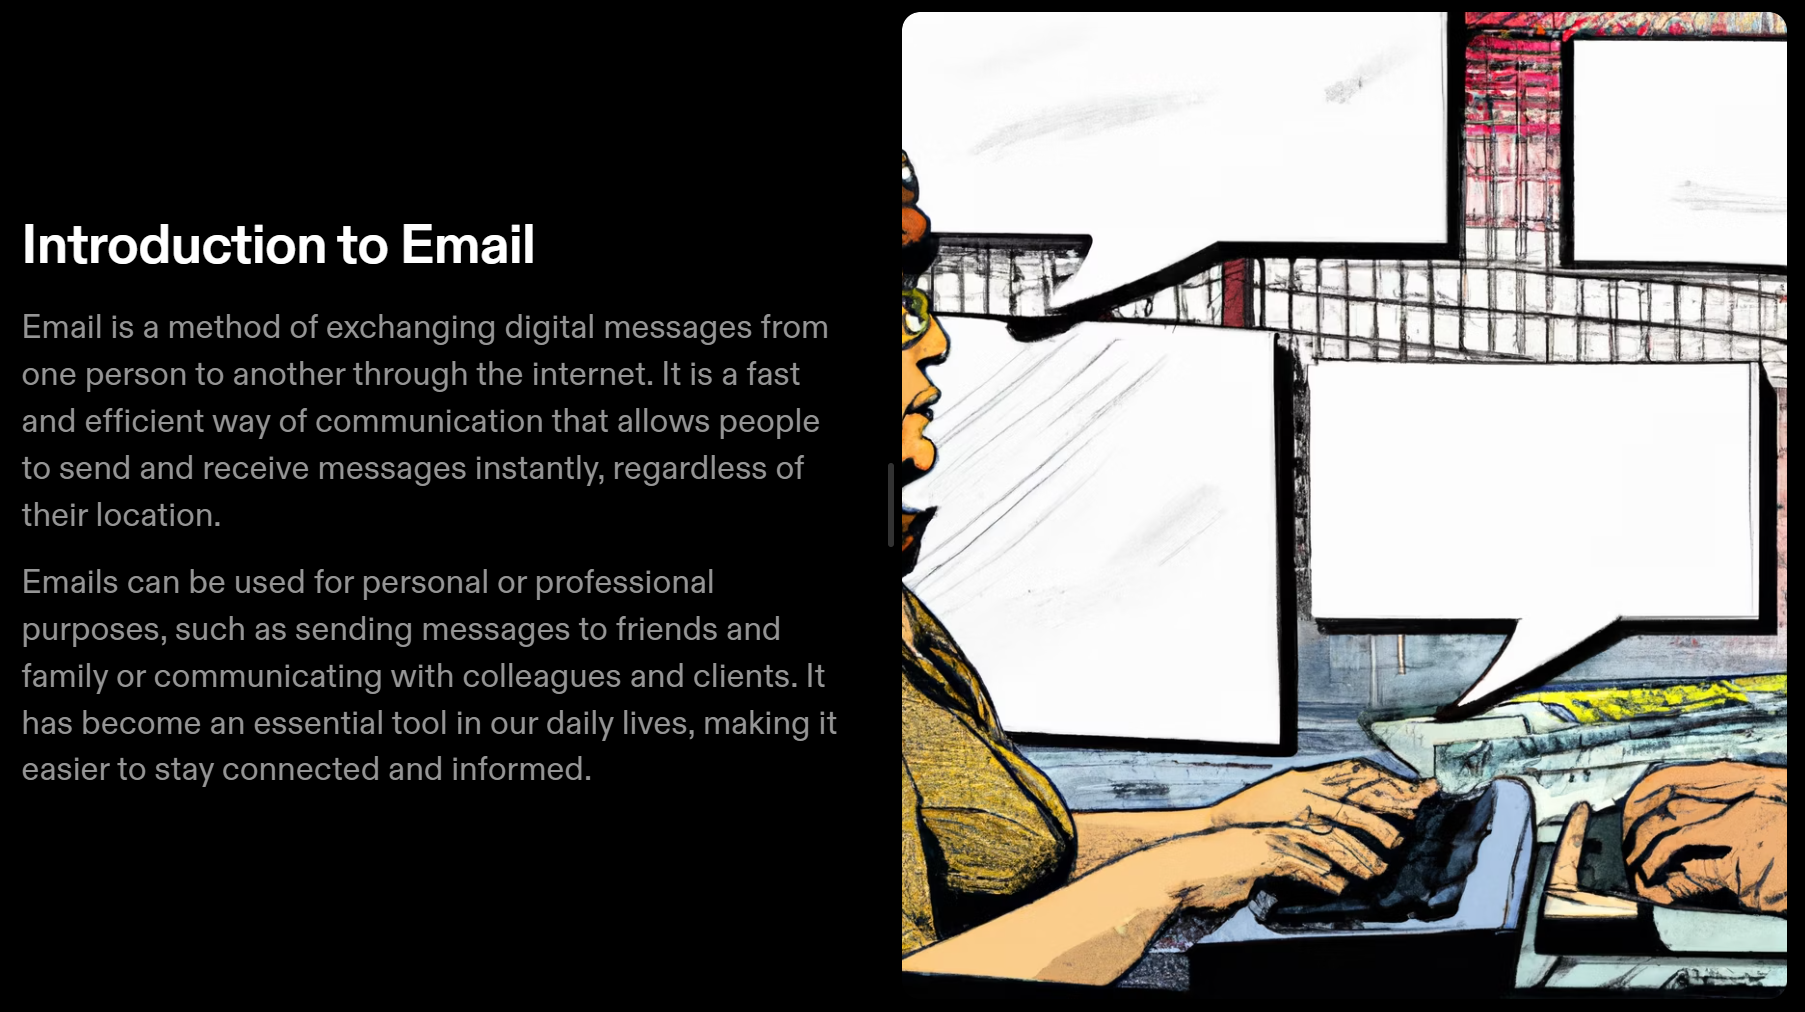 Introduction to Email
Email is a method of exchanging digital messages from
one person to another through the internet. It is a fast
and efficient way of communication that allows people
to send and receive messages instantly, regardless of
their location.
Emails can be used for personal or professional
purposes, such as sending messages to friends and
family or communicating with colleagues and clients. It
has become an essential tool in our daily lives, making it
easier to stay connected and informed.